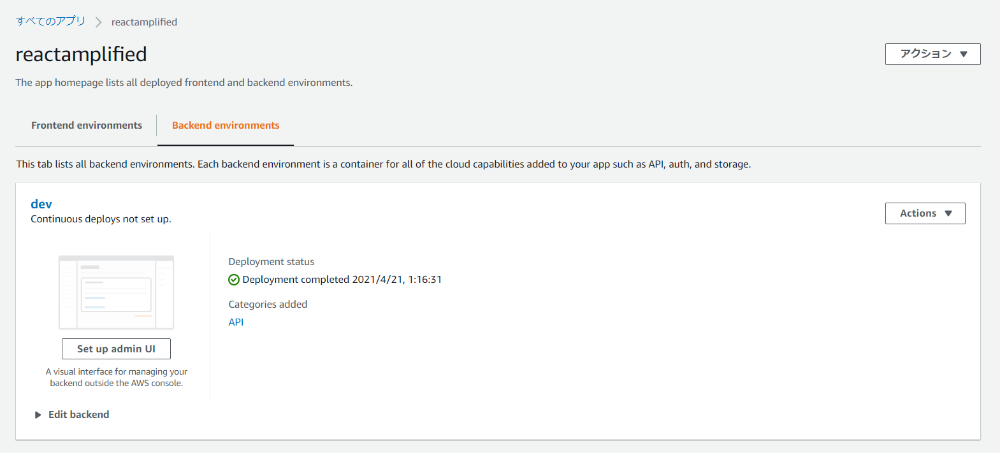 すべてのアプリ
reactamplified
reactamplified
アクション
The app homepage lists all deployed frontend and backend environments.
Frontend environments
Backend environments
This tab lists all backend environments. Each backend environment is a container for all of the cloud capabilities added to your app such as API, auth, and storage.
dev
Continuous deploys not set up.
Actions
Deployment status
Deployment completed 2021/4/21, 1:16:31
Categories added
API
Set up admin UI
A visual interface for managing your
backend outside the AWS console.
Edit backend